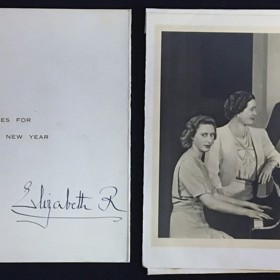 ES FOR
NEW YEAR
Elizabeth R